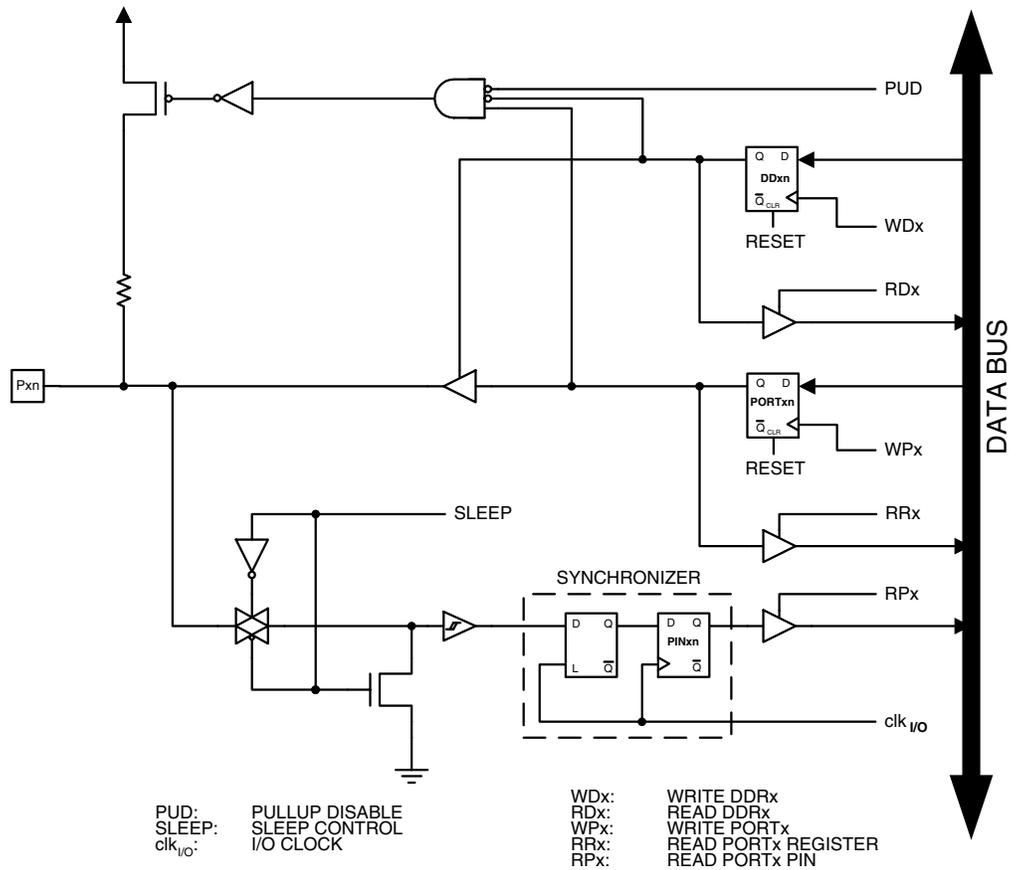 PUD
Q D
DDxn
Q CLR
WDx
RESET
RDx
DATA BUS
Pxn
Q D
PORTxn
Q CLR
WPx
RESET
SLEEP
RRx
SYNCHRONIZER
RPx
D Q
L Q
D Q
PINxn
Q
clk I/O
PUD: PULLUP DISABLE
SLEEP: SLEEP CONTROL
clkI/O: I/O CLOCK
WDx: WRITE DDRx
RDx: READ DDRx
WPx: WRITE PORTx
RRx: READ PORTx REGISTER
RPx: READ PORTx PIN